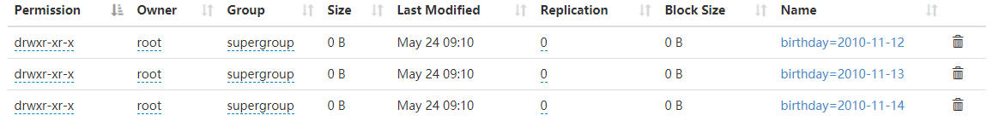 Permission Owner Group Size Last Modified Replication Block Size Name
drwxr-xr-x root supergroup 0 B May 24 09:10 0 0 B birthday=2010-11-12
drwxr-xr-x root supergroup 0 B May 24 09:10 0 0 B birthday=2010-11-13
drwxr-xr-x root supergroup 0 B May 24 09:10 0 0 B birthday=2010-11-14